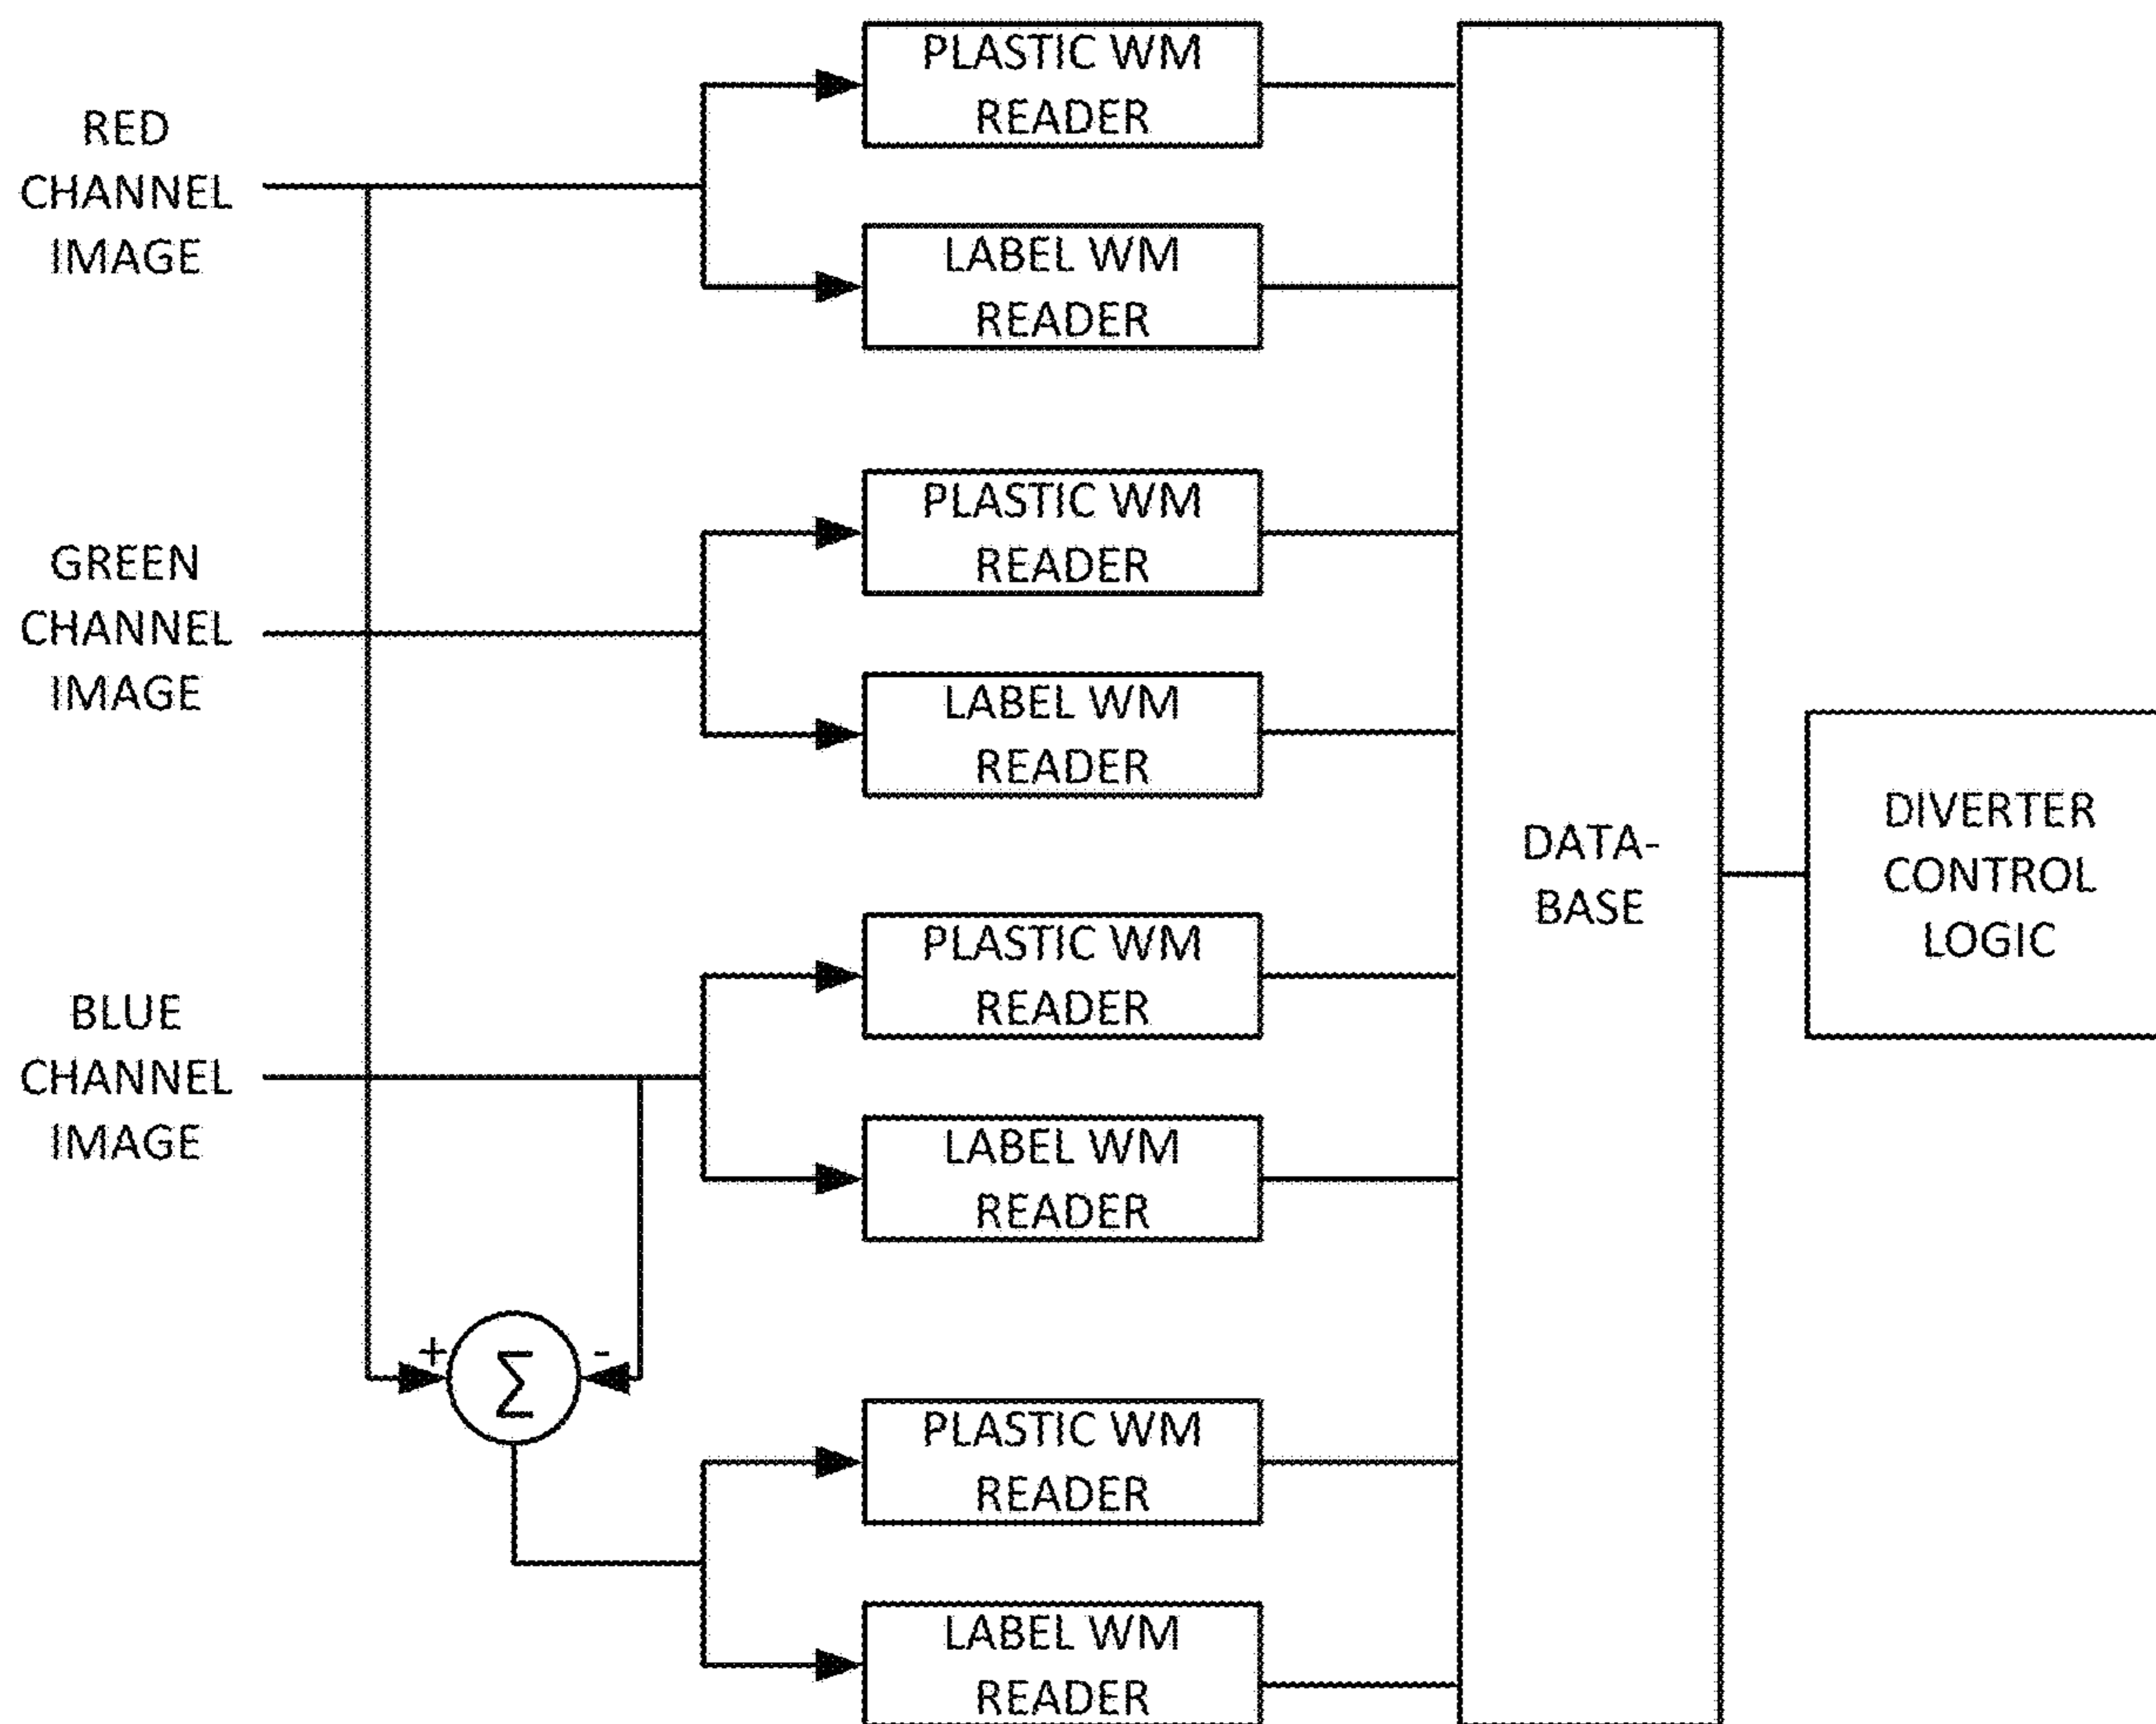 RED
CHANNEL
IMAGE
PLASTIC WM
READER
LABEL WM
READER
GREEN
CHANNEL
IMAGE
PLASTIC WM
READER
LABEL WM
READER
BLUE
CHANNEL
IMAGE
PLASTIC WM
READER
LABEL WM
READER
+
Σ
-
PLASTIC WM
READER
LABEL WM
READER
DATA-
BASE
DIVERTER
CONTROL
LOGIC